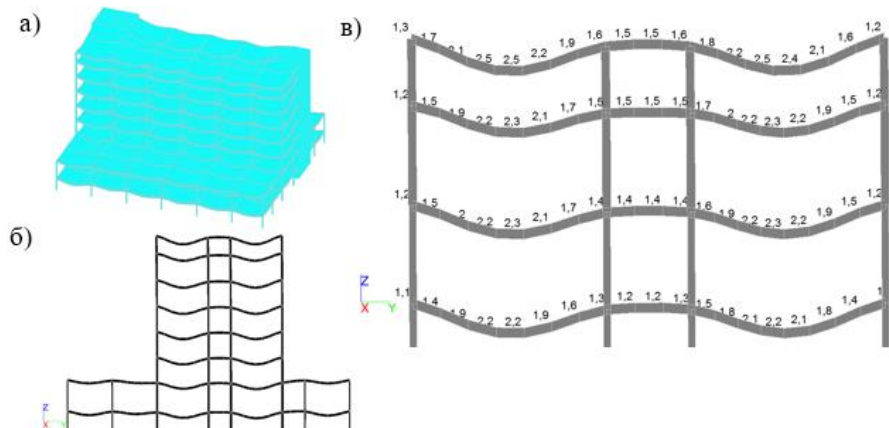 а)
в)
1,3 1,7 2,1 2,5 2,5 2,2 1,9 1,6 1,5 1,5 1,6 1,8 2,2 2,5 2,4 2,1 1,6 1,2
1,2 1,5 1,9 2,2 2,3 2,1 1,7 1,5 1,5 1,5 1,5 1,7 2 2,2 2,3 2,2 1,9 1,5 1,2
1,2 1,5 2 2,2 2,3 2,1 1,7 1,4 1,4 1,4 1,4 1,6 1,9 2,2 2,3 2,2 1,9 1,5 1,2
б)
Z
X Y
1,1 1,4 1,9 2,2 2,2 1,9 1,6 1,3 1,2 1,2 1,3 1,5 1,8 2,1 2,2 2,1 1,8 1,4 1
Z
X Y